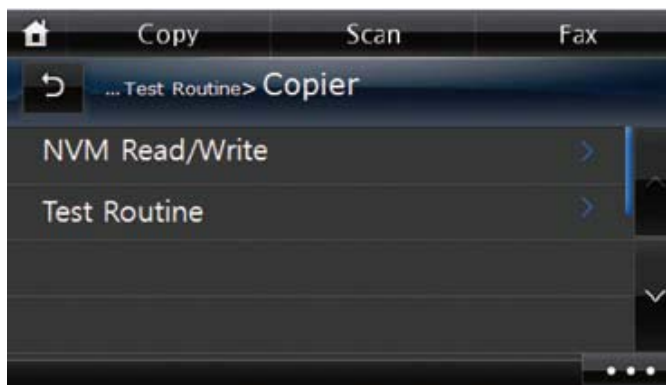 Copy Scan Fax
... Test Routine> Copier
NVM Read/Write
Test Routine